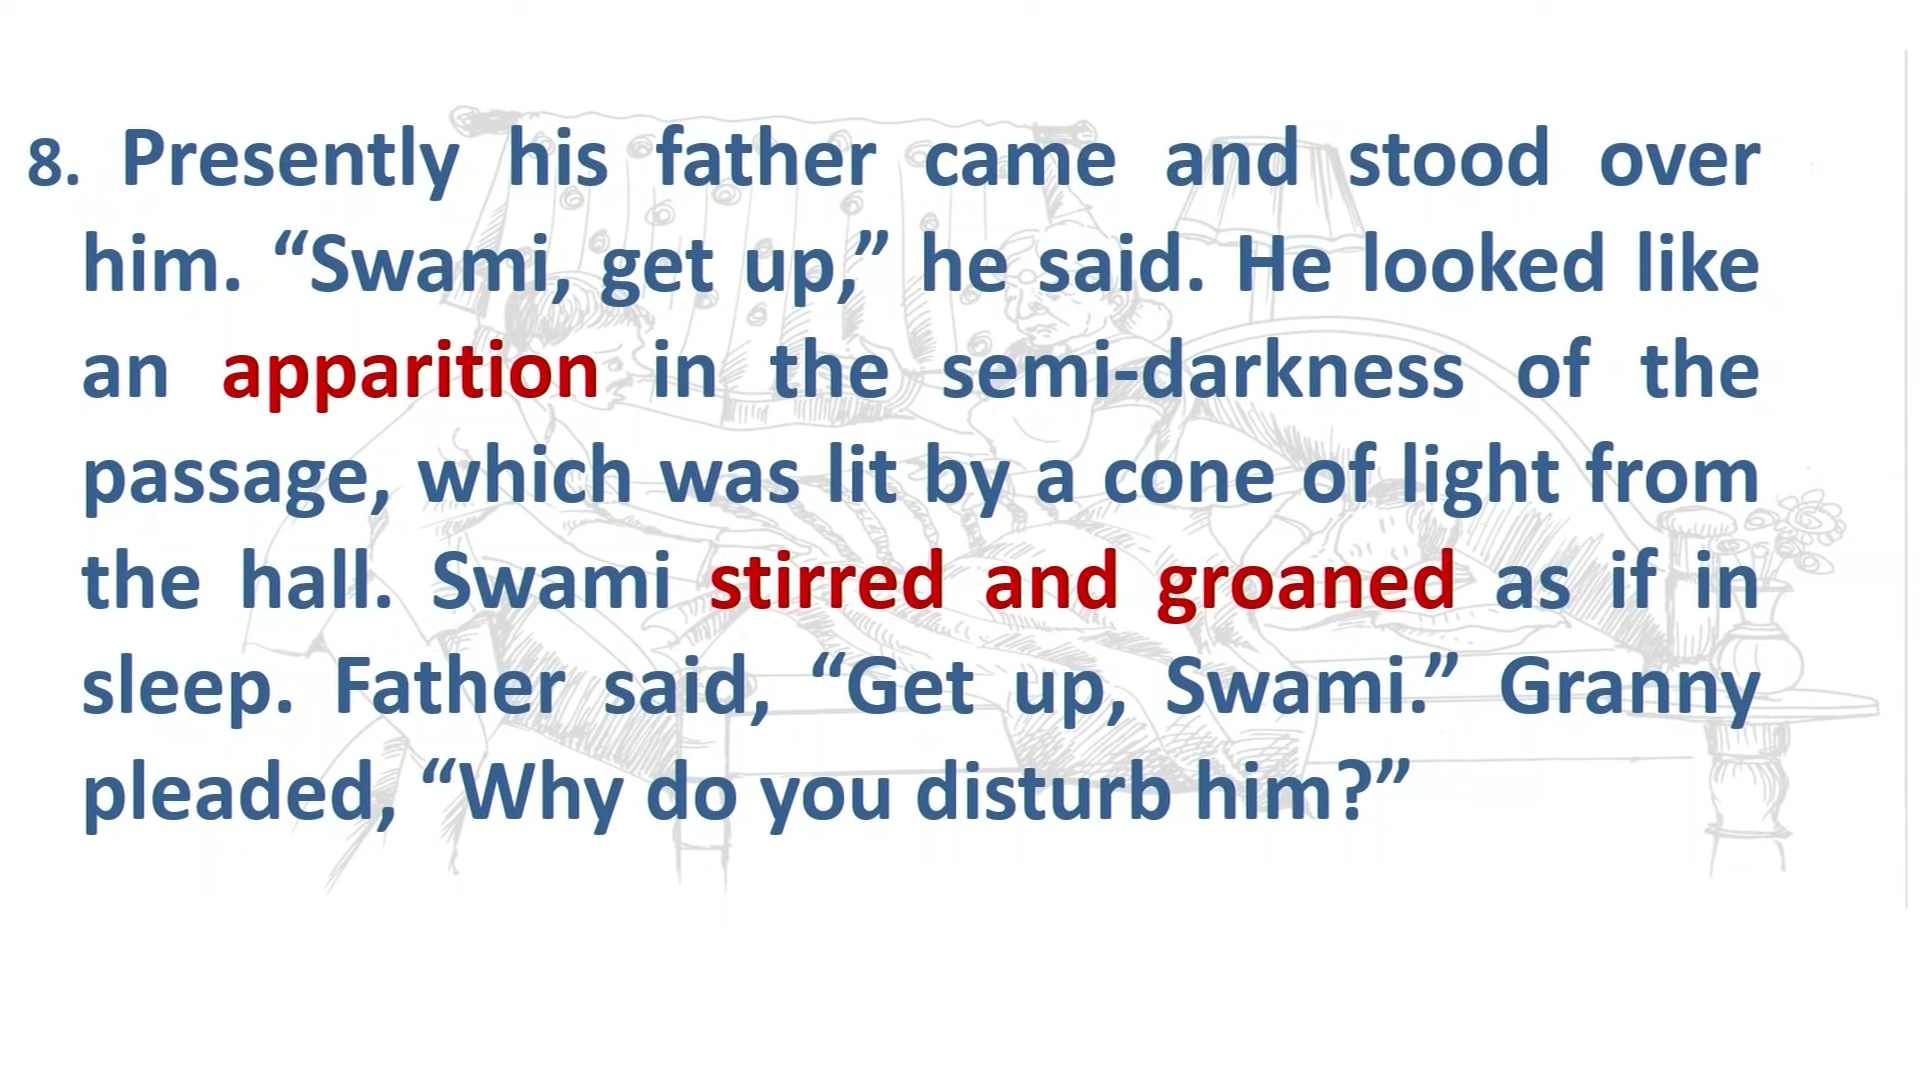 8. Presently his father came and stood over
him. “Swami, get up,” he said. He looked like
an apparition in the semi-darkness of the
passage, which was lit by a cone of light from
the hall. Swami stirred and groaned as if in
sleep. Father said, “Get up, Swami.” Granny
pleaded, “Why do you disturb him?”